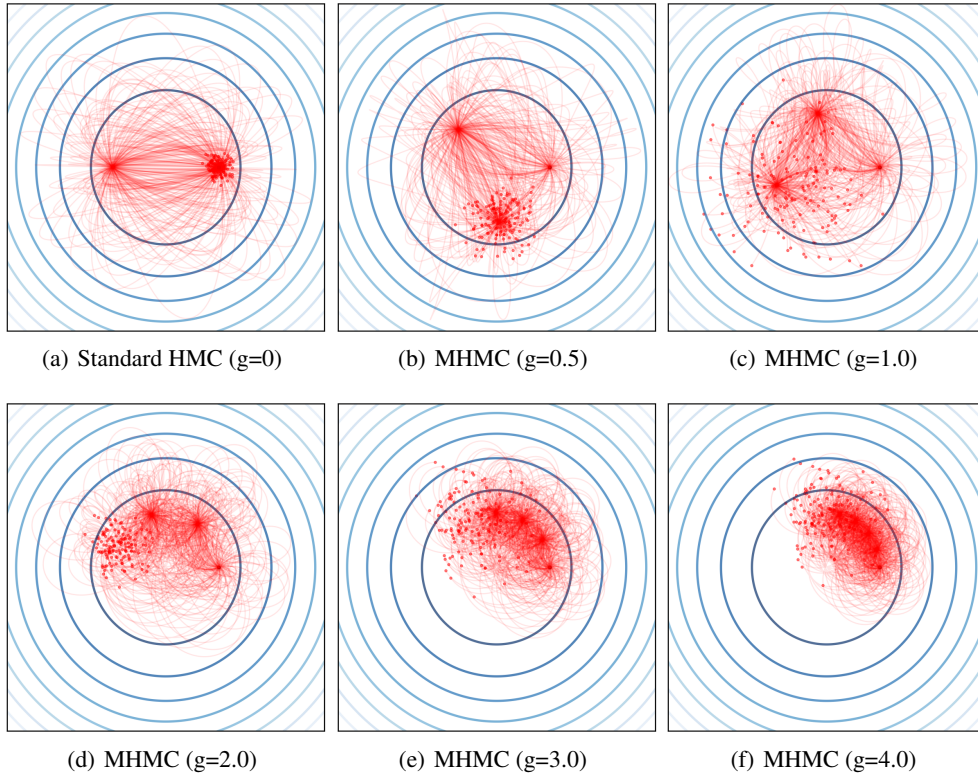 (a) Standard HMC (g=0)
(b) MHMC (g=0.5)
(c) MHMC (g=1.0)
(d) MHMC (g=2.0)
(e) MHMC (g=3.0)
(f) MHMC (g=4.0)